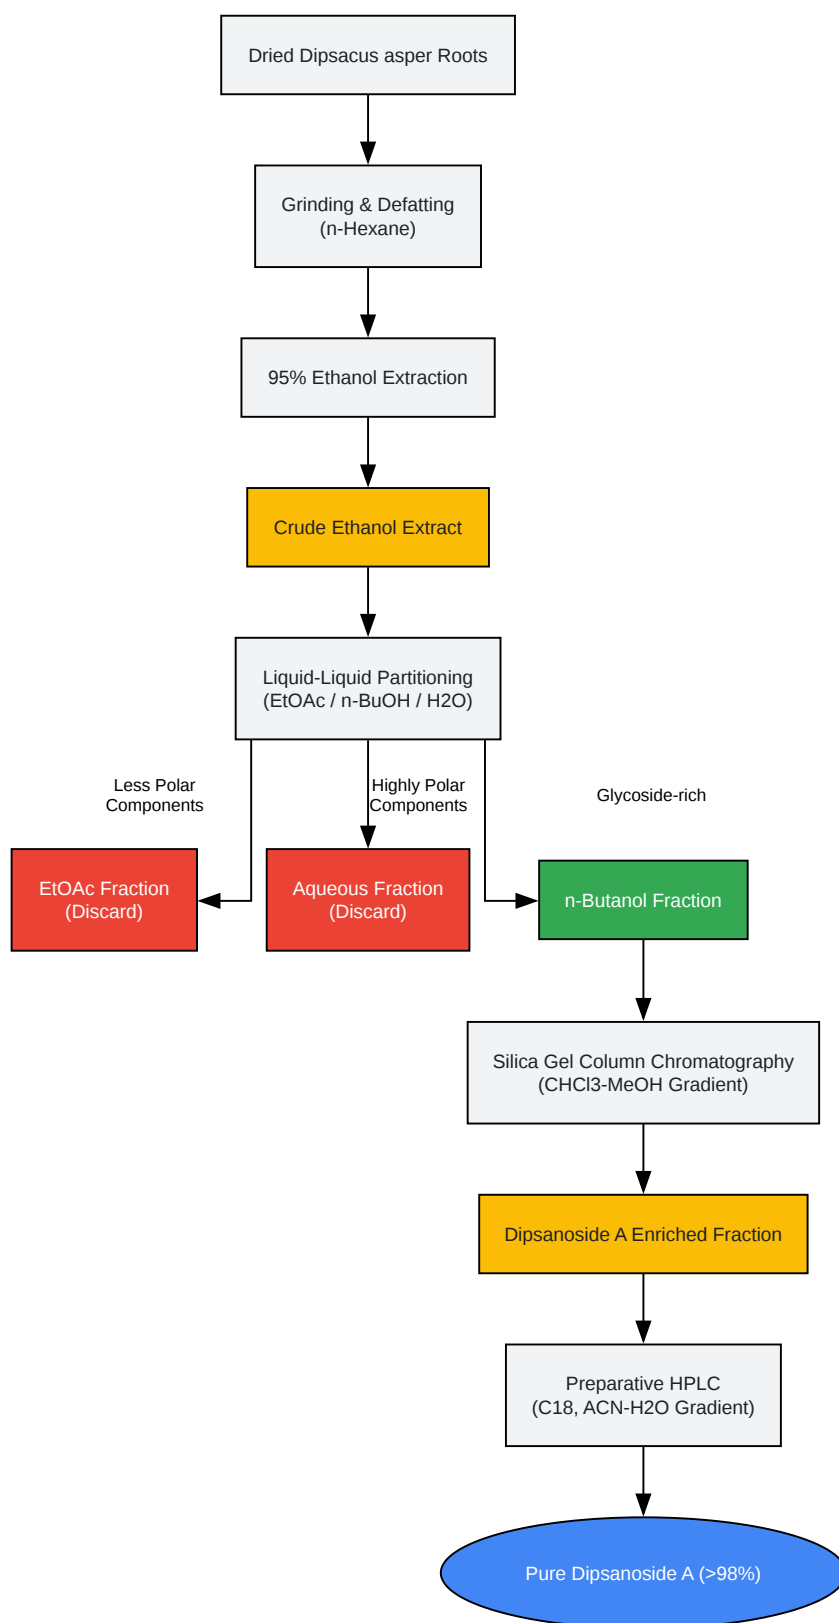 Dried Dipsacus asper Roots
Grinding & Defatting
(n-Hexane)
95% Ethanol Extraction
Crude Ethanol Extract
Liquid-Liquid Partitioning
(EtOAc / n-BuOH / H2O)
Less Polar
Components
Highly Polar
Components
Glycoside-rich
EtOAc Fraction
(Discard)
Aqueous Fraction
(Discard)
n-Butanol Fraction
Silica Gel Column Chromatography
(CHCl3-MeOH Gradient)
Dipsanoside A Enriched Fraction
Preparative HPLC
(C18, ACN-H2O Gradient)
Pure Dipsanoside A (>98%)